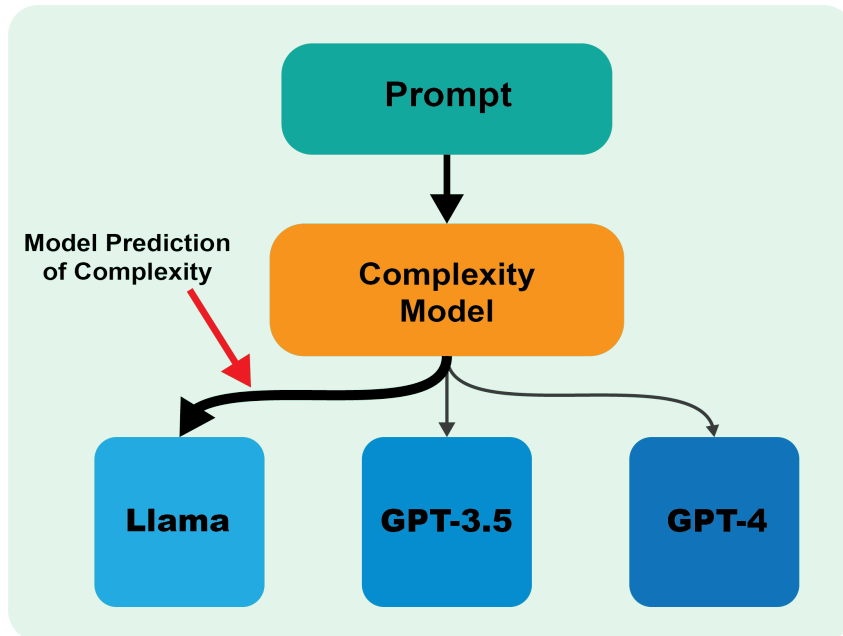 Prompt
Model Prediction
of Complexity
Complexity
Model
Llama
GPT-3.5
GPT-4